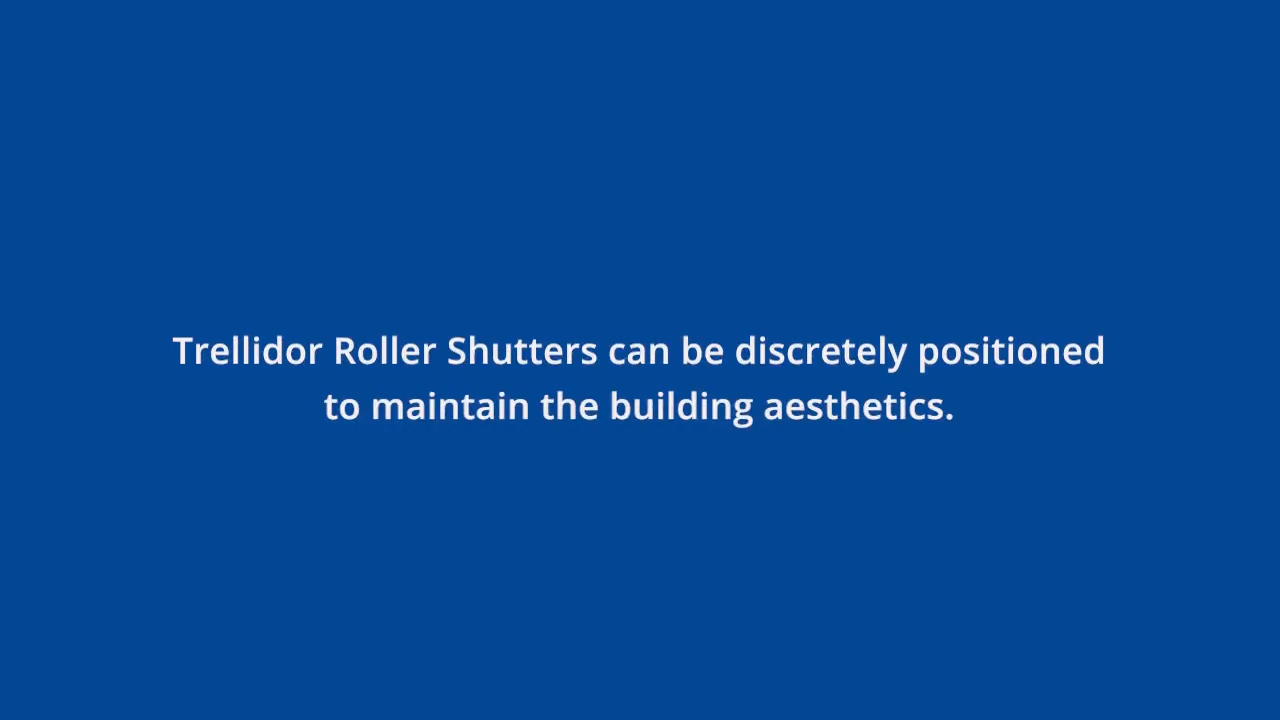 Trellidor Roller Shutters can be discretely positioned
to maintain the building aesthetics.